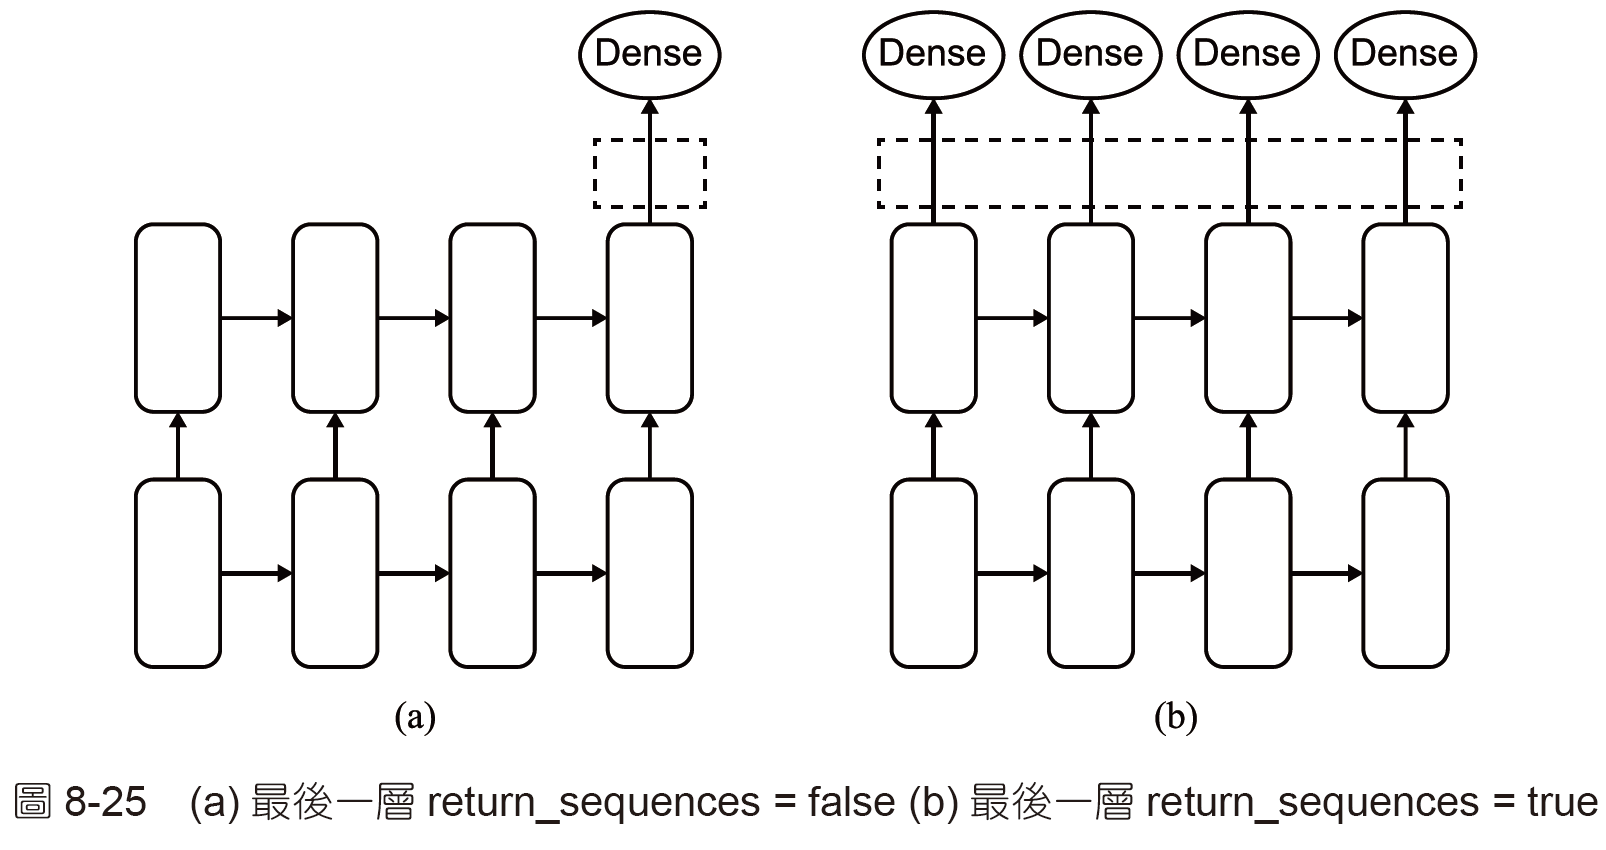 Dense Dense Dense Dense Dense
(a) (b)
圖 8-25 (a) 最後一層 return_sequences = false (b) 最後一層 return_sequences = true